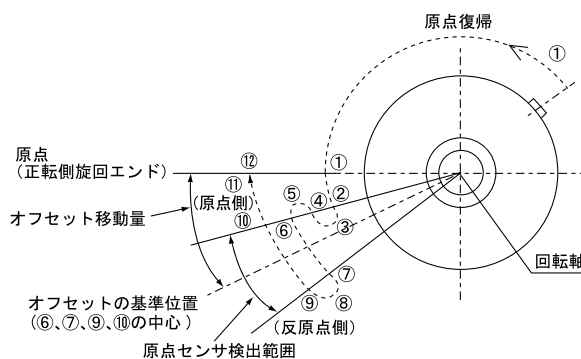 原点復帰
①
原点
(正転側旋回エンド)
⑫
①
⑪
(原点側)
⑤
④
②
オフセット移動量
⑩
⑥
③
⑦
回転軸
オフセットの基準位置
(⑥、⑦、⑨、⑩の中心)
⑨
⑧
(反原点側)
原点センサ検出範囲